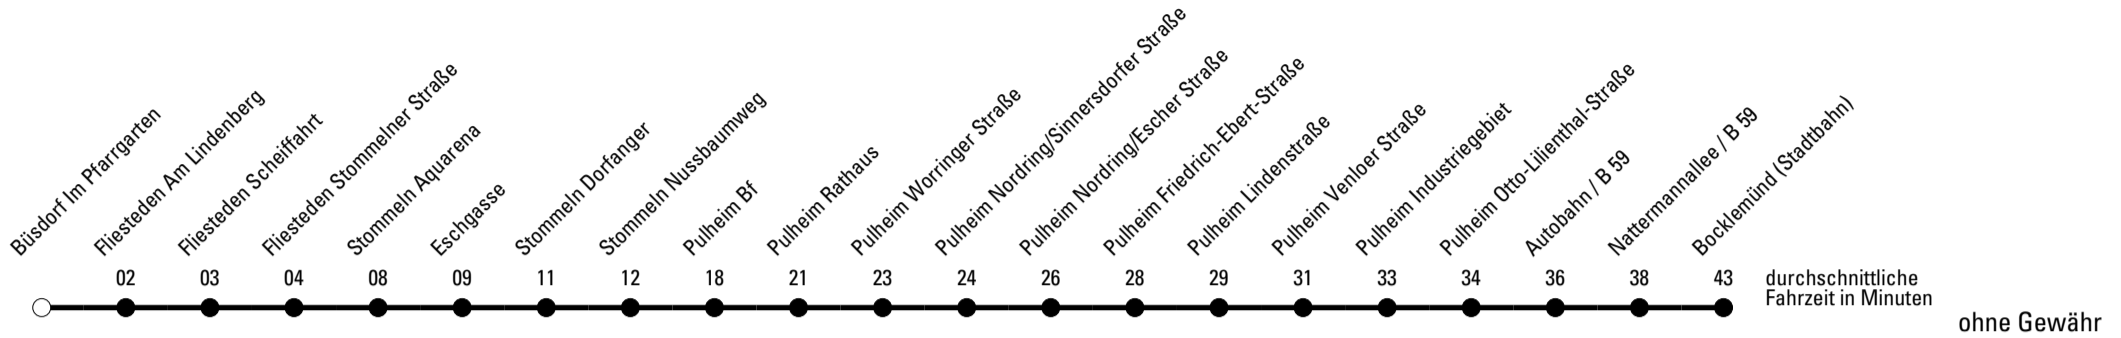 Büsdorf Im Pfarrgarten
Fliesteden Am Lindenberg
Fliesteden Scheiffahrt
Fliesteden Stommelner Straße
Stommeln Aquarena
Eschgasse
Stommeln Dorfanger
Stommeln Nussbaumweg
Pulheim Bf
Pulheim Rathaus
Pulheim Worringer Straße
Pulheim Nordring/Sinnersdorfer Straße
Pulheim Nordring/Escher Straße
Pulheim Friedrich-Ebert-Straße
Pulheim Lindenstraße
Pulheim Venloer Straße
Pulheim Industriegebiet
Pulheim Otto-Lilienthal-Straße
Autobahn / B 59
Nattermannallee / B 59
Bocklemünd (Stadtbahn)
02 03 04 08 09 11 12 18 21 23 24 26 28 29 31 33 34 36 38 43
durchschnittliche
Fahrzeit in Minuten
ohne Gewähr